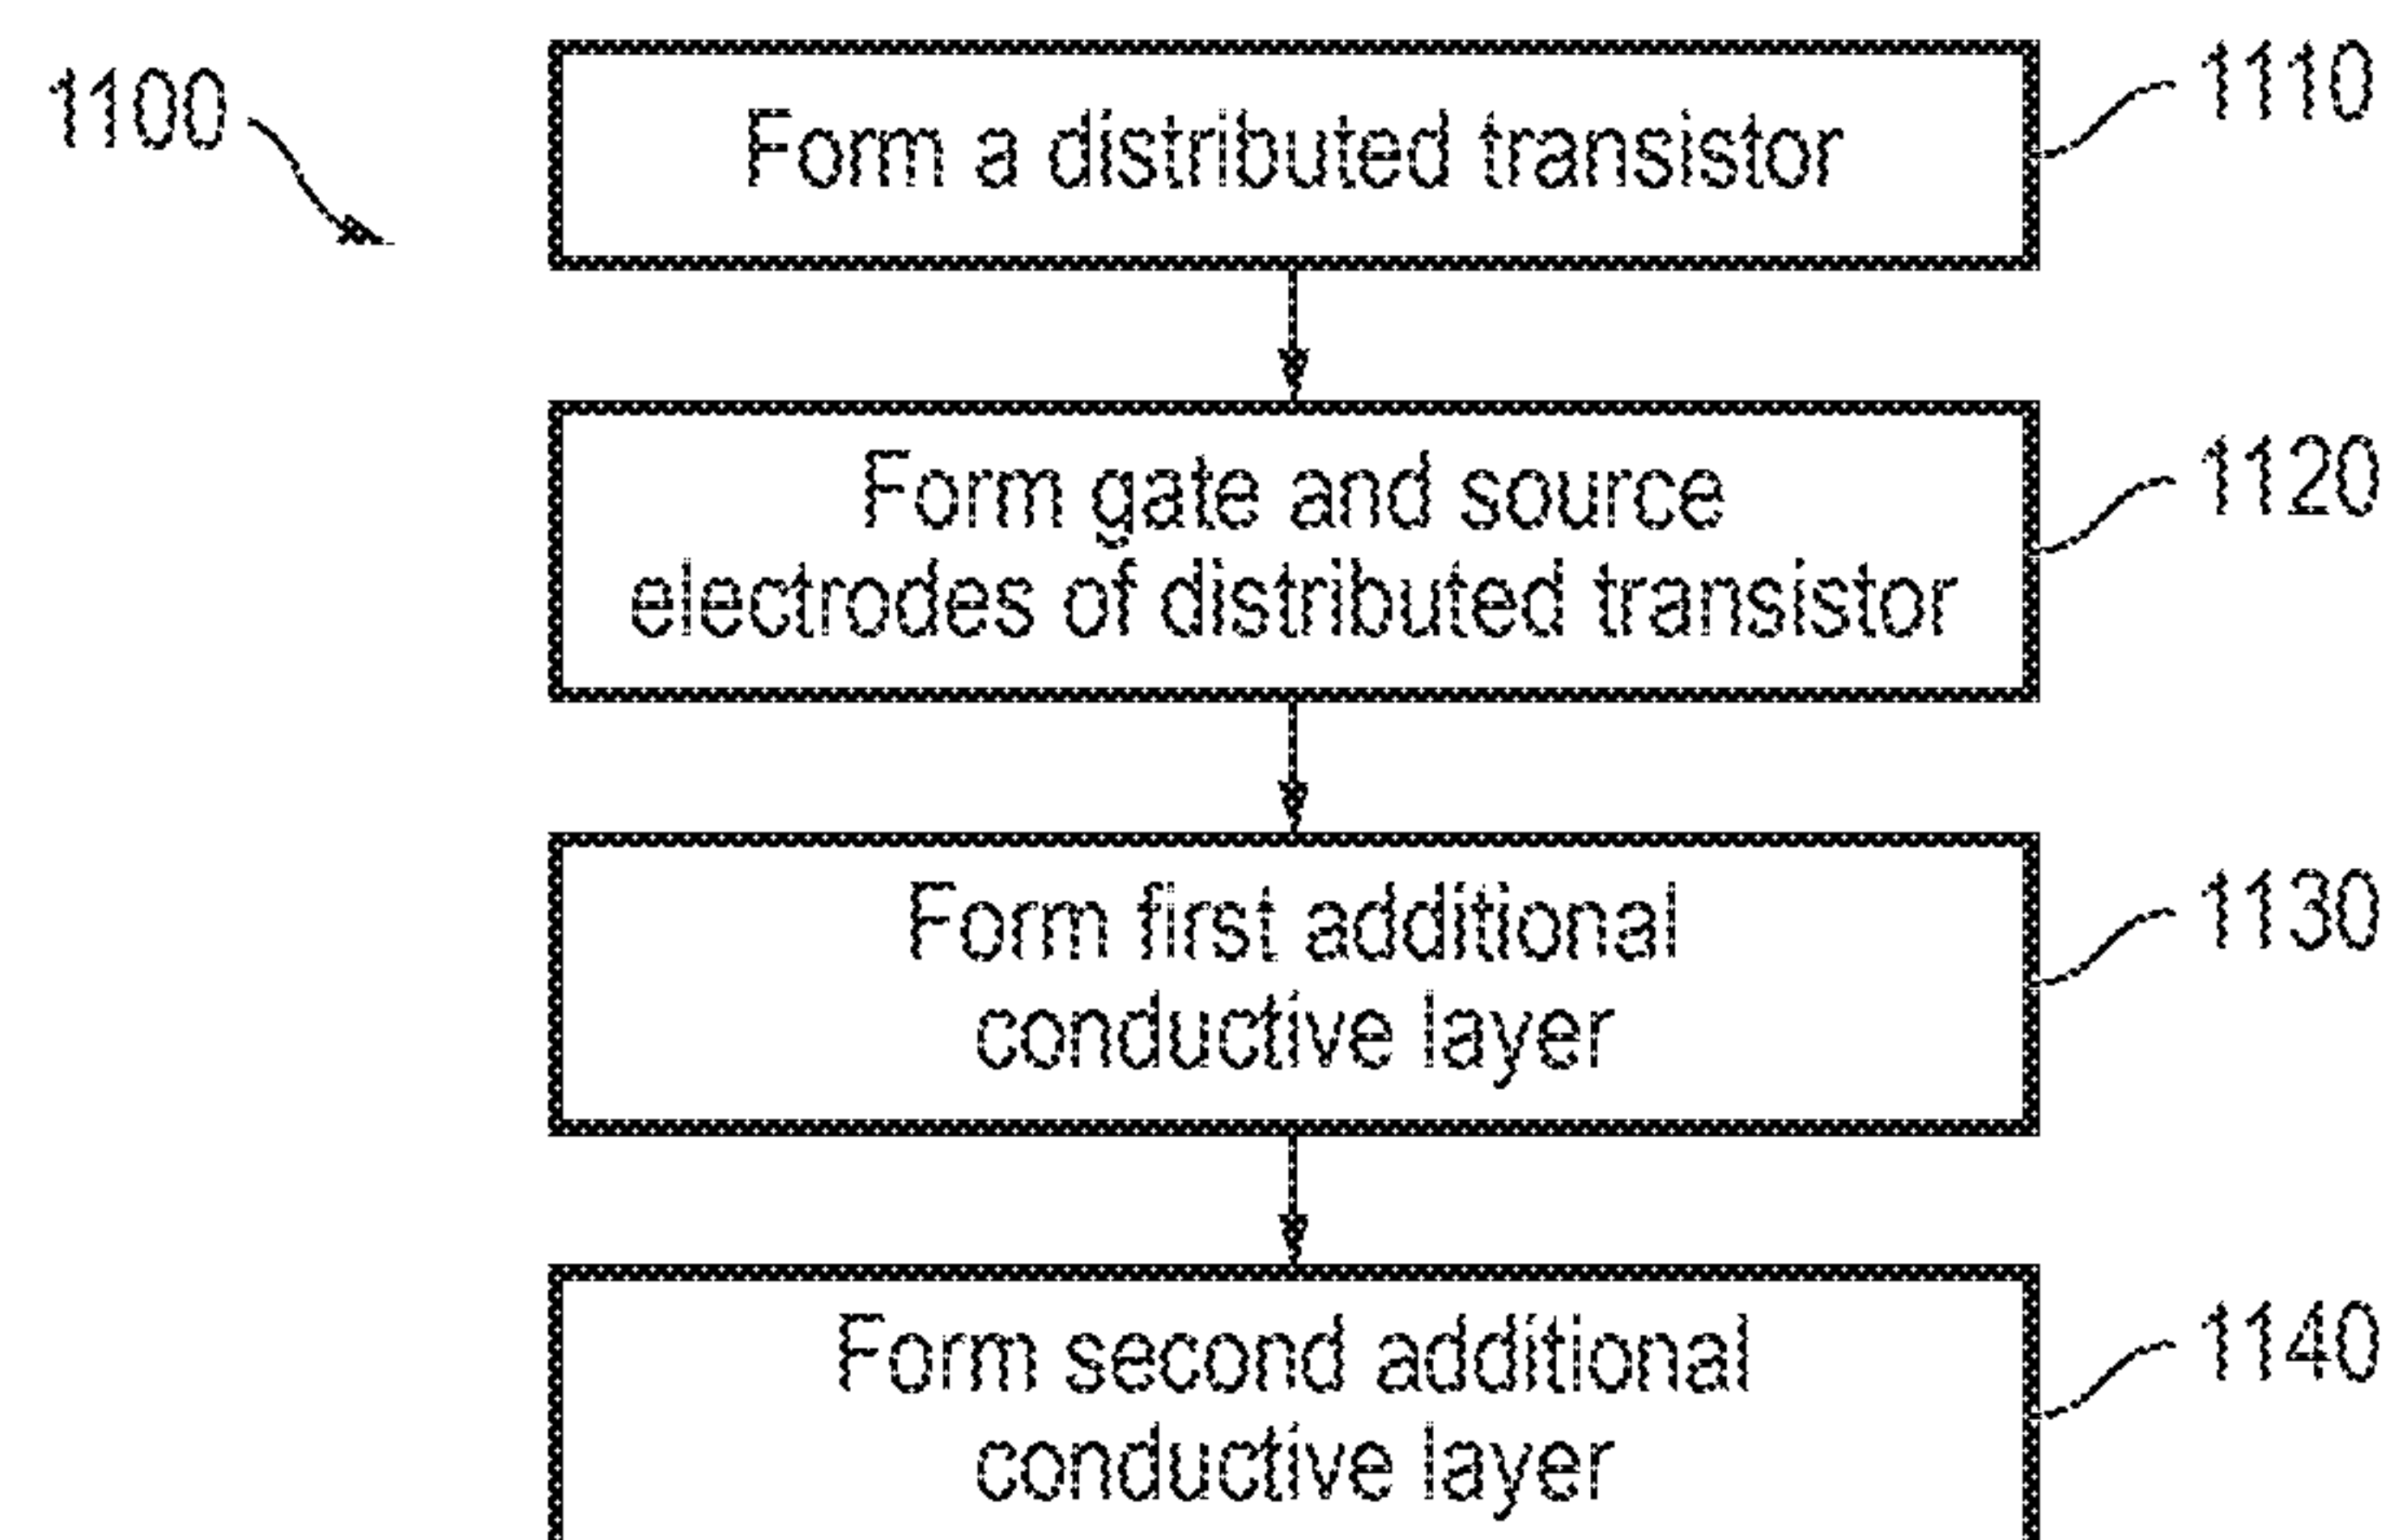 1100
Form a distributed transistor
1110
Form gate and source
electrodes of distributed transistor
1120
Form first additional
conductive layer
1130
Form second additional
conductive layer
1140